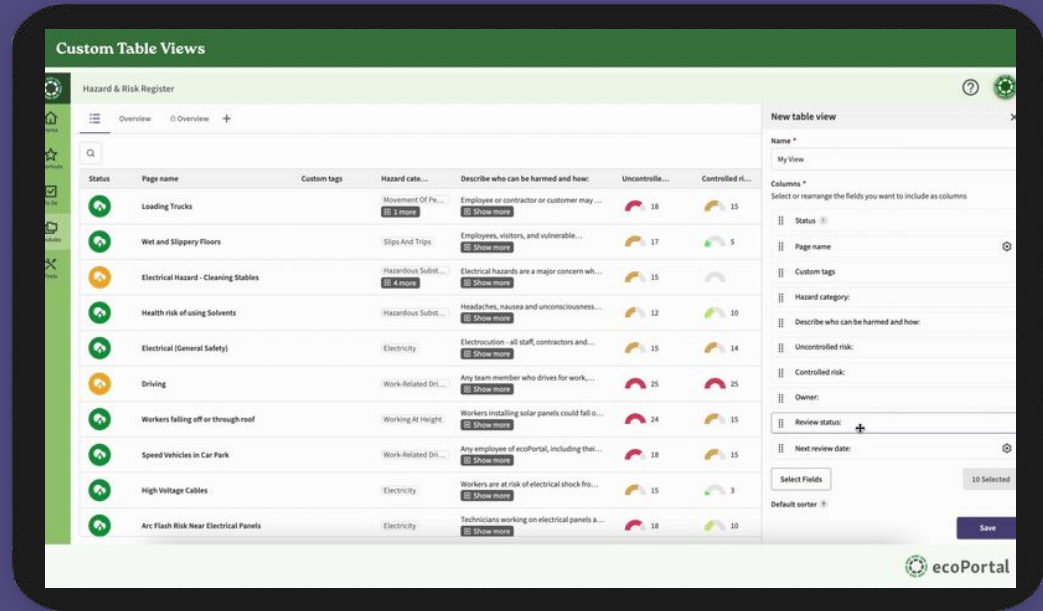 Custom Table Views
Hazard & Risk Register
Home
Overview
Overview
+
Status Page name Custom tags Hazard cate... Describe who can be harmed and how: Uncontrolle... Controlled ri...
Loading Trucks Movement Of Pe... 1 more Employee or contractor or customer may ... Show more 18 15
Wet and Slippery Floors Slips And Trips Employees, visitors, and vulnerable... Show more 17 5
Electrical Hazard - Cleaning Stables Hazardous Subst... 4 more Electrical hazards are a major concern wh... Show more 15
Health risk of using Solvents Hazardous Subst... Headaches, nausea and unconsciousness... Show more 12 10
Electrical (General Safety) Electricity Electrocution - all staff, contractors and... Show more 15 14
Driving Work-Related Dri... Any team member who drives for work,... Show more 25 25
Workers falling off or through roof Working At Height Workers installing solar panels could fall o... Show more 24 15
Speed Vehicles in Car Park Work-Related Dri... Any employee of ecoPortal, including thei... Show more 18 15
High Voltage Cables Electricity Workers are at risk of electrical shock fro... Show more 15 3
Arc Flash Risk Near Electrical Panels Electricity Technicians working on electrical panels a... Show more 18 10
Tools
New table view
Name *
My View
Columns *
Select or rearrange the fields you want to include as columns
Status
Page name
Custom tags
Hazard category:
Describe who can be harmed and how:
Uncontrolled risk:
Controlled risk:
Owner:
Review status:
Next review date:
Select Fields
10 Selected
Default sorter ?
Save
ecoPortal